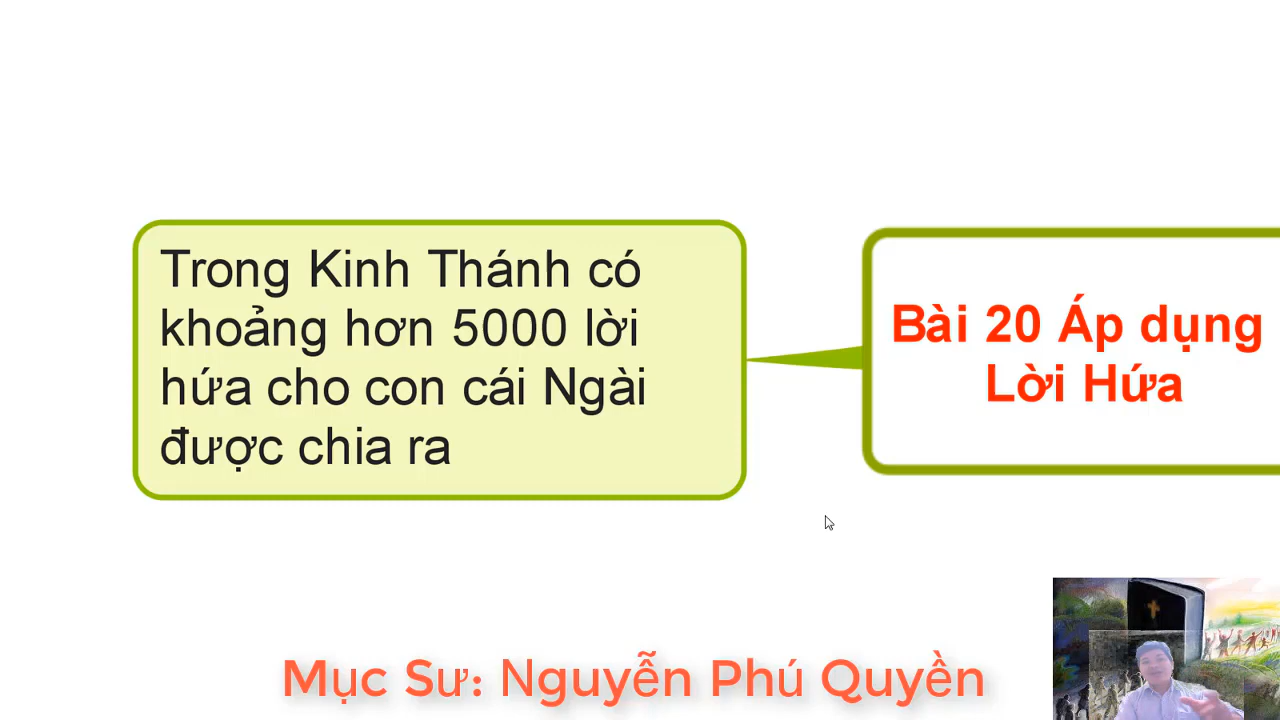 Trong Kinh Thánh có
khoảng hơn 5000 lời
hứa cho con cái Ngài
được chia ra
Bài 20 Áp dụng
Lời Hứa
Mục Sư: Nguyễn Phú Quyền